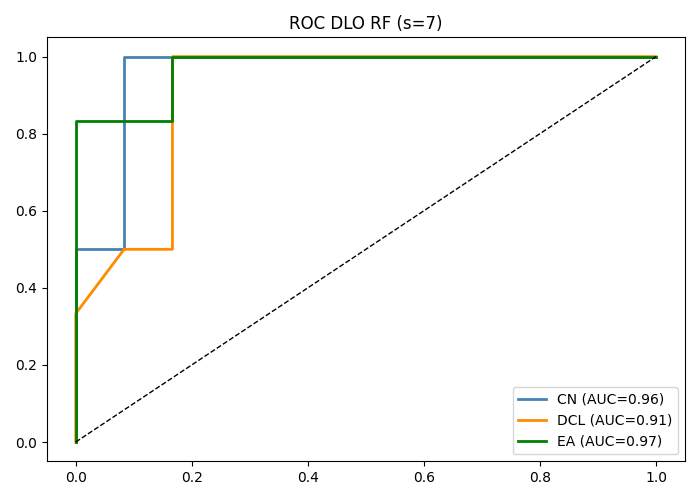 ROC DLO RF (s=7)
1.0
0.8
0.6
0.4
0.2
0.0
0.0 0.2 0.4 0.6 0.8 1.0
CN (AUC=0.96)
DCL (AUC=0.91)
EA (AUC=0.97)